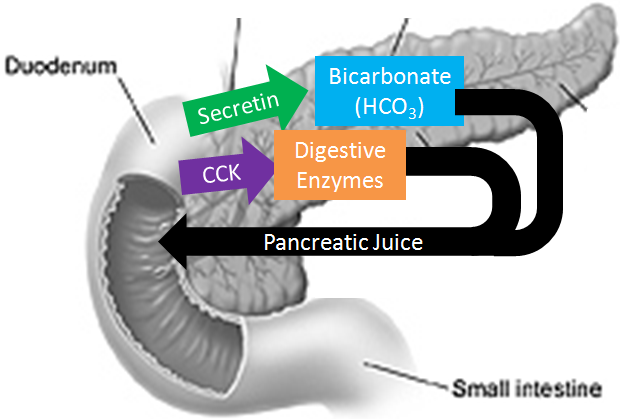 Duodenum
Secretin
Bicarbonate
(HCO₃)
CCK
Digestive
Enzymes
Pancreatic Juice
Small intestine